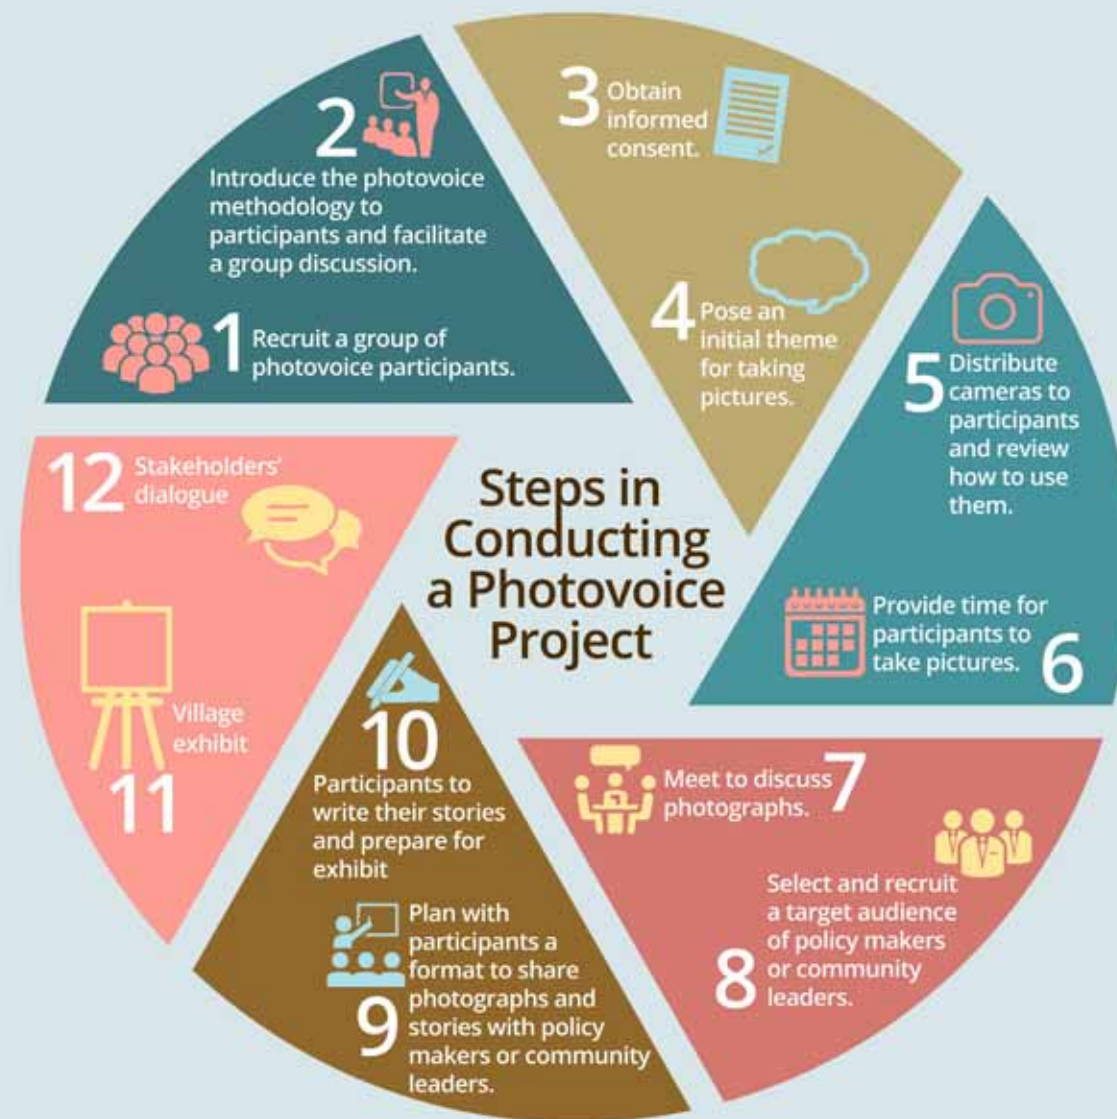 Steps in
Conducting
a Photovoice
Project
1
Recruit a group of
photovoice participants.
2
Introduce the photovoice
methodology to
participants and facilitate
a group discussion.
3
Obtain
informed
consent.
4
Pose an
initial theme
for taking
pictures.
5
Distribute
cameras to
participants
and review
how to use
them.
6
Provide time for
participants to
take pictures.
7
Meet to discuss
photographs.
8
Select and recruit
a target audience
of policy makers
or community
leaders.
9
Plan with
participants a
format to share
photographs and
stories with policy
makers or community
leaders.
10
Participants to
write their stories
and prepare for
exhibit
11
Village
exhibit
12
Stakeholders'
dialogue